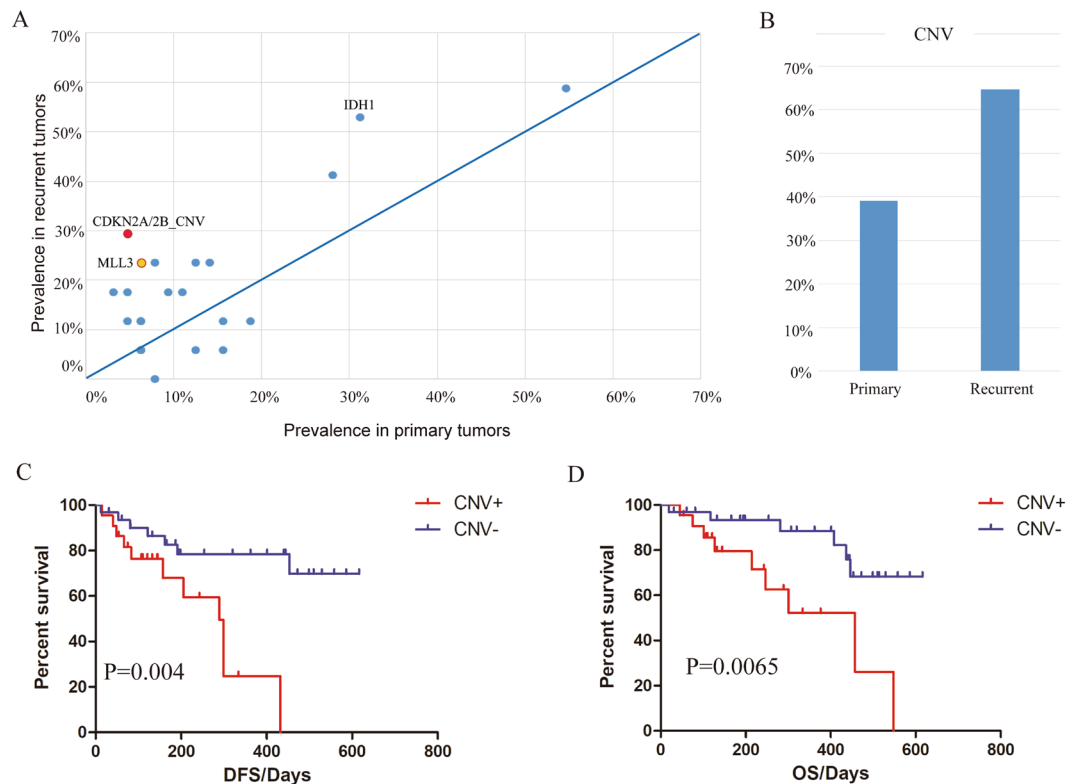 A
70%
60%
50%
40%
30%
20%
10%
0%
Prevalence in recurrent tumors
IDH1
CDKN2A/2B_CNV
MLL3
0%
10%
20%
30%
40%
50%
60%
70%
Prevalence in primary tumors
B
CNV
70%
60%
50%
40%
30%
20%
10%
0%
Primary
Recurrent
C
CNV+
CNV-
100
80
60
40
20
0
Percent survival
P=0.004
0
200
400
600
800
DFS/Days
D
CNV+
CNV-
100
80
60
40
20
0
Percent survival
P=0.0065
0
200
400
600
800
OS/Days